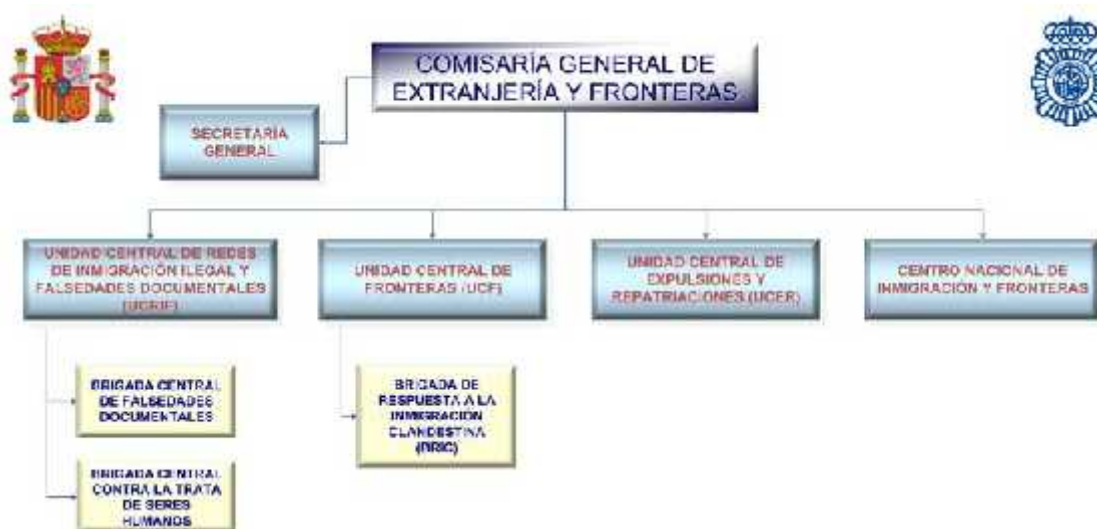 COMISARÍA GENERAL DE
EXTRANJERÍA Y FRONTERAS
SECRETARÍA
GENERAL
UNIDAD CENTRAL DE REDES
DE INMIGRACIÓN ILEGAL Y
FALSEDADES DOCUMENTALES
(UCRIF)
UNIDAD CENTRAL DE
FRONTERAS (UCF)
UNIDAD CENTRAL DE
EXPULSIONES Y
REPATRIACIONES (UCER)
CENTRO NACIONAL DE
INMIGRACIÓN Y FRONTERAS
BRIGADA CENTRAL
DE FALSEDADES
DOCUMENTALES
BRIGADA DE
RESPUESTA A LA
INMIGRACIÓN
CLANDESTINA
(BRIC)
BRIGADA CENTRAL
CONTRA LA TRATA
DE SERES
HUMANOS